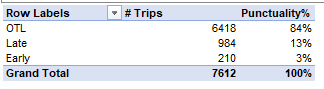 Row Labels # Trips Punctuality%
OTL 6418 84%
Late 984 13%
Early 210 3%
Grand Total 7612 100%